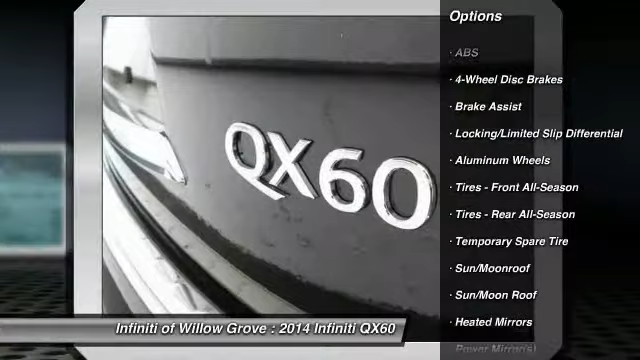 Options
· ABS
· 4-Wheel Disc Brakes
· Brake Assist
· Locking/Limited Slip Differential
· Aluminum Wheels
· Tires - Front All-Season
· Tires - Rear All-Season
· Temporary Spare Tire
· Sun/Moonroof
· Sun/Moon Roof
· Heated Mirrors
· Power Mirror(s)
QX60
Infiniti of Willow Grove : 2014 Infiniti QX60